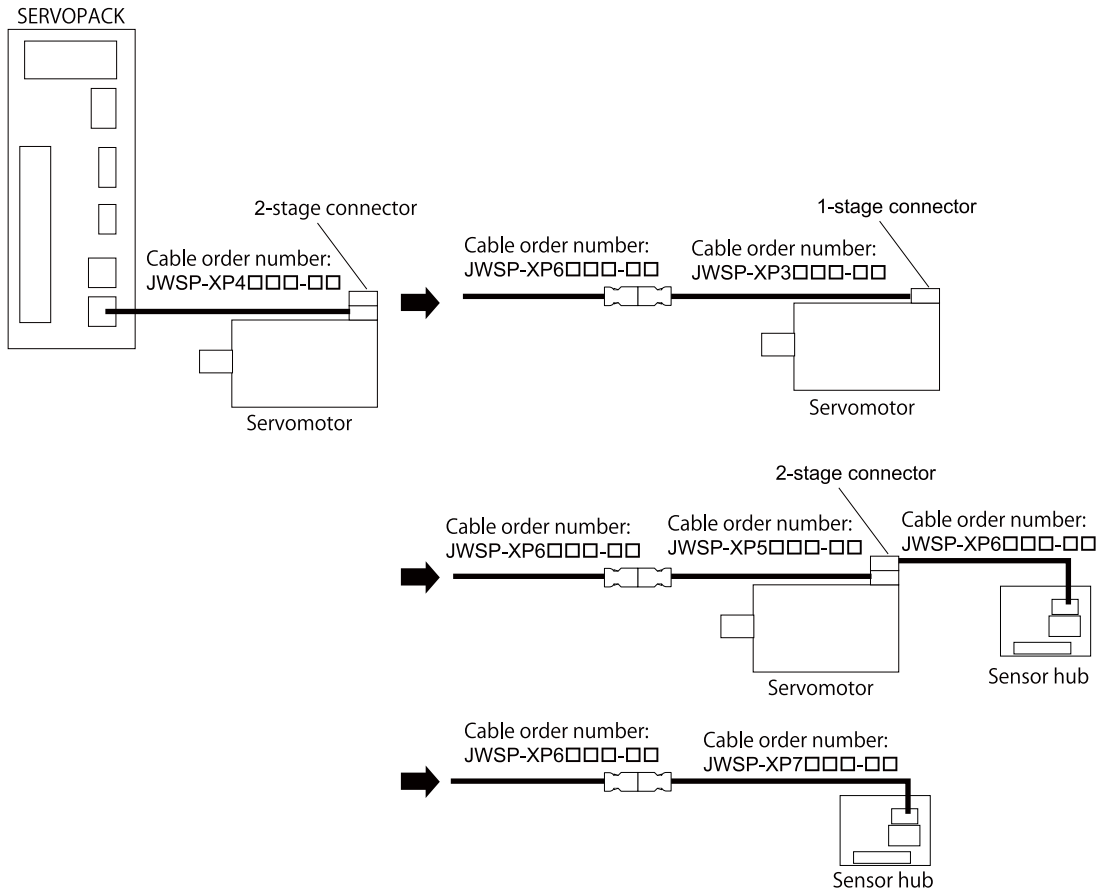 SERVOPACK
2-stage connector
Cable order number:
JWSP-XP4□□□-□□
Servomotor
1-stage connector
Cable order number:
JWSP-XP6□□□-□□
Cable order number:
JWSP-XP3□□□-□□
Servomotor
2-stage connector
Cable order number:
JWSP-XP6□□□-□□
Cable order number:
JWSP-XP5□□□-□□
Cable order number:
JWSP-XP6□□□-□□
Servomotor
Sensor hub
Cable order number:
JWSP-XP6□□□-□□
Cable order number:
JWSP-XP7□□□-□□
Sensor hub